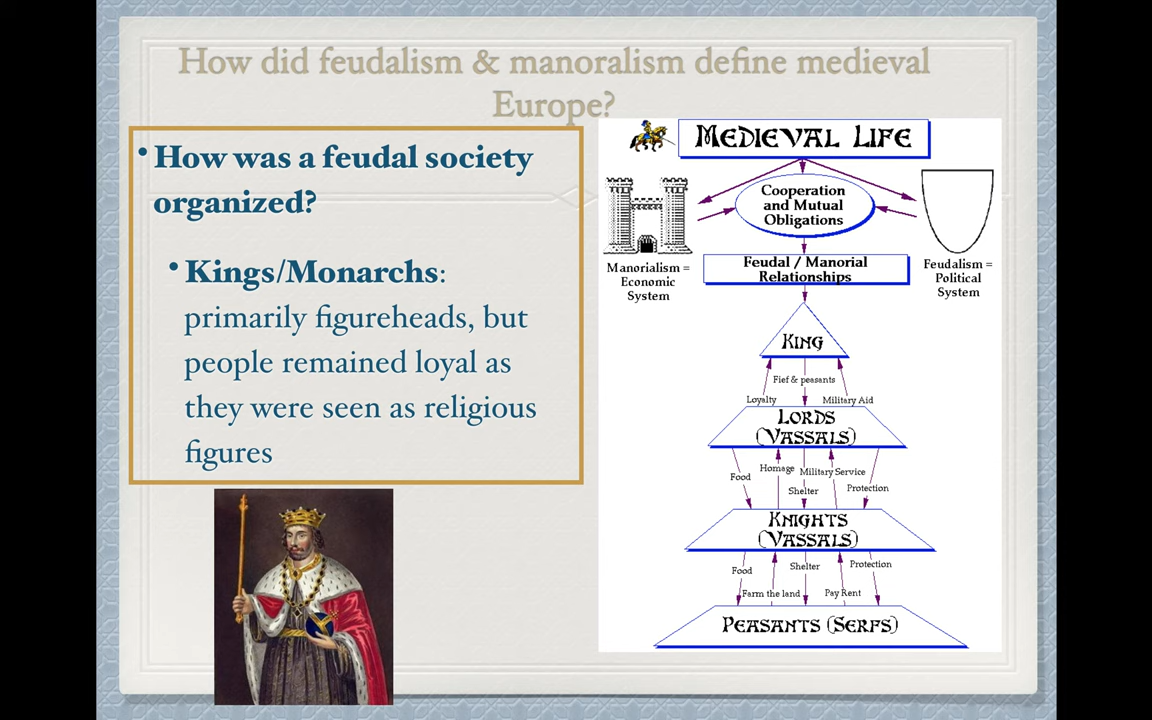 How did feudalism & manoralism define medieval
Europe?
• How was a feudal society
organized?
• Kings/Monarchs:
primarily figureheads, but
people remained loyal as
they were seen as religious
figures
MEDIEVAL LIFE
Cooperation
and Mutual
Obligations
Manorialism =
Economic
System
Feudal / Manorial
Relationships
Feudalism =
Political
System
KING
Fief & peasants
Loyalty Military Aid
LORDS
(VASSALS)
Food Homage Shelter Military Service Protection
KNIGHTS
(VASSALS)
Food Shelter Protection
Farm the land Pay Rent
PEASANTS (SERFS)